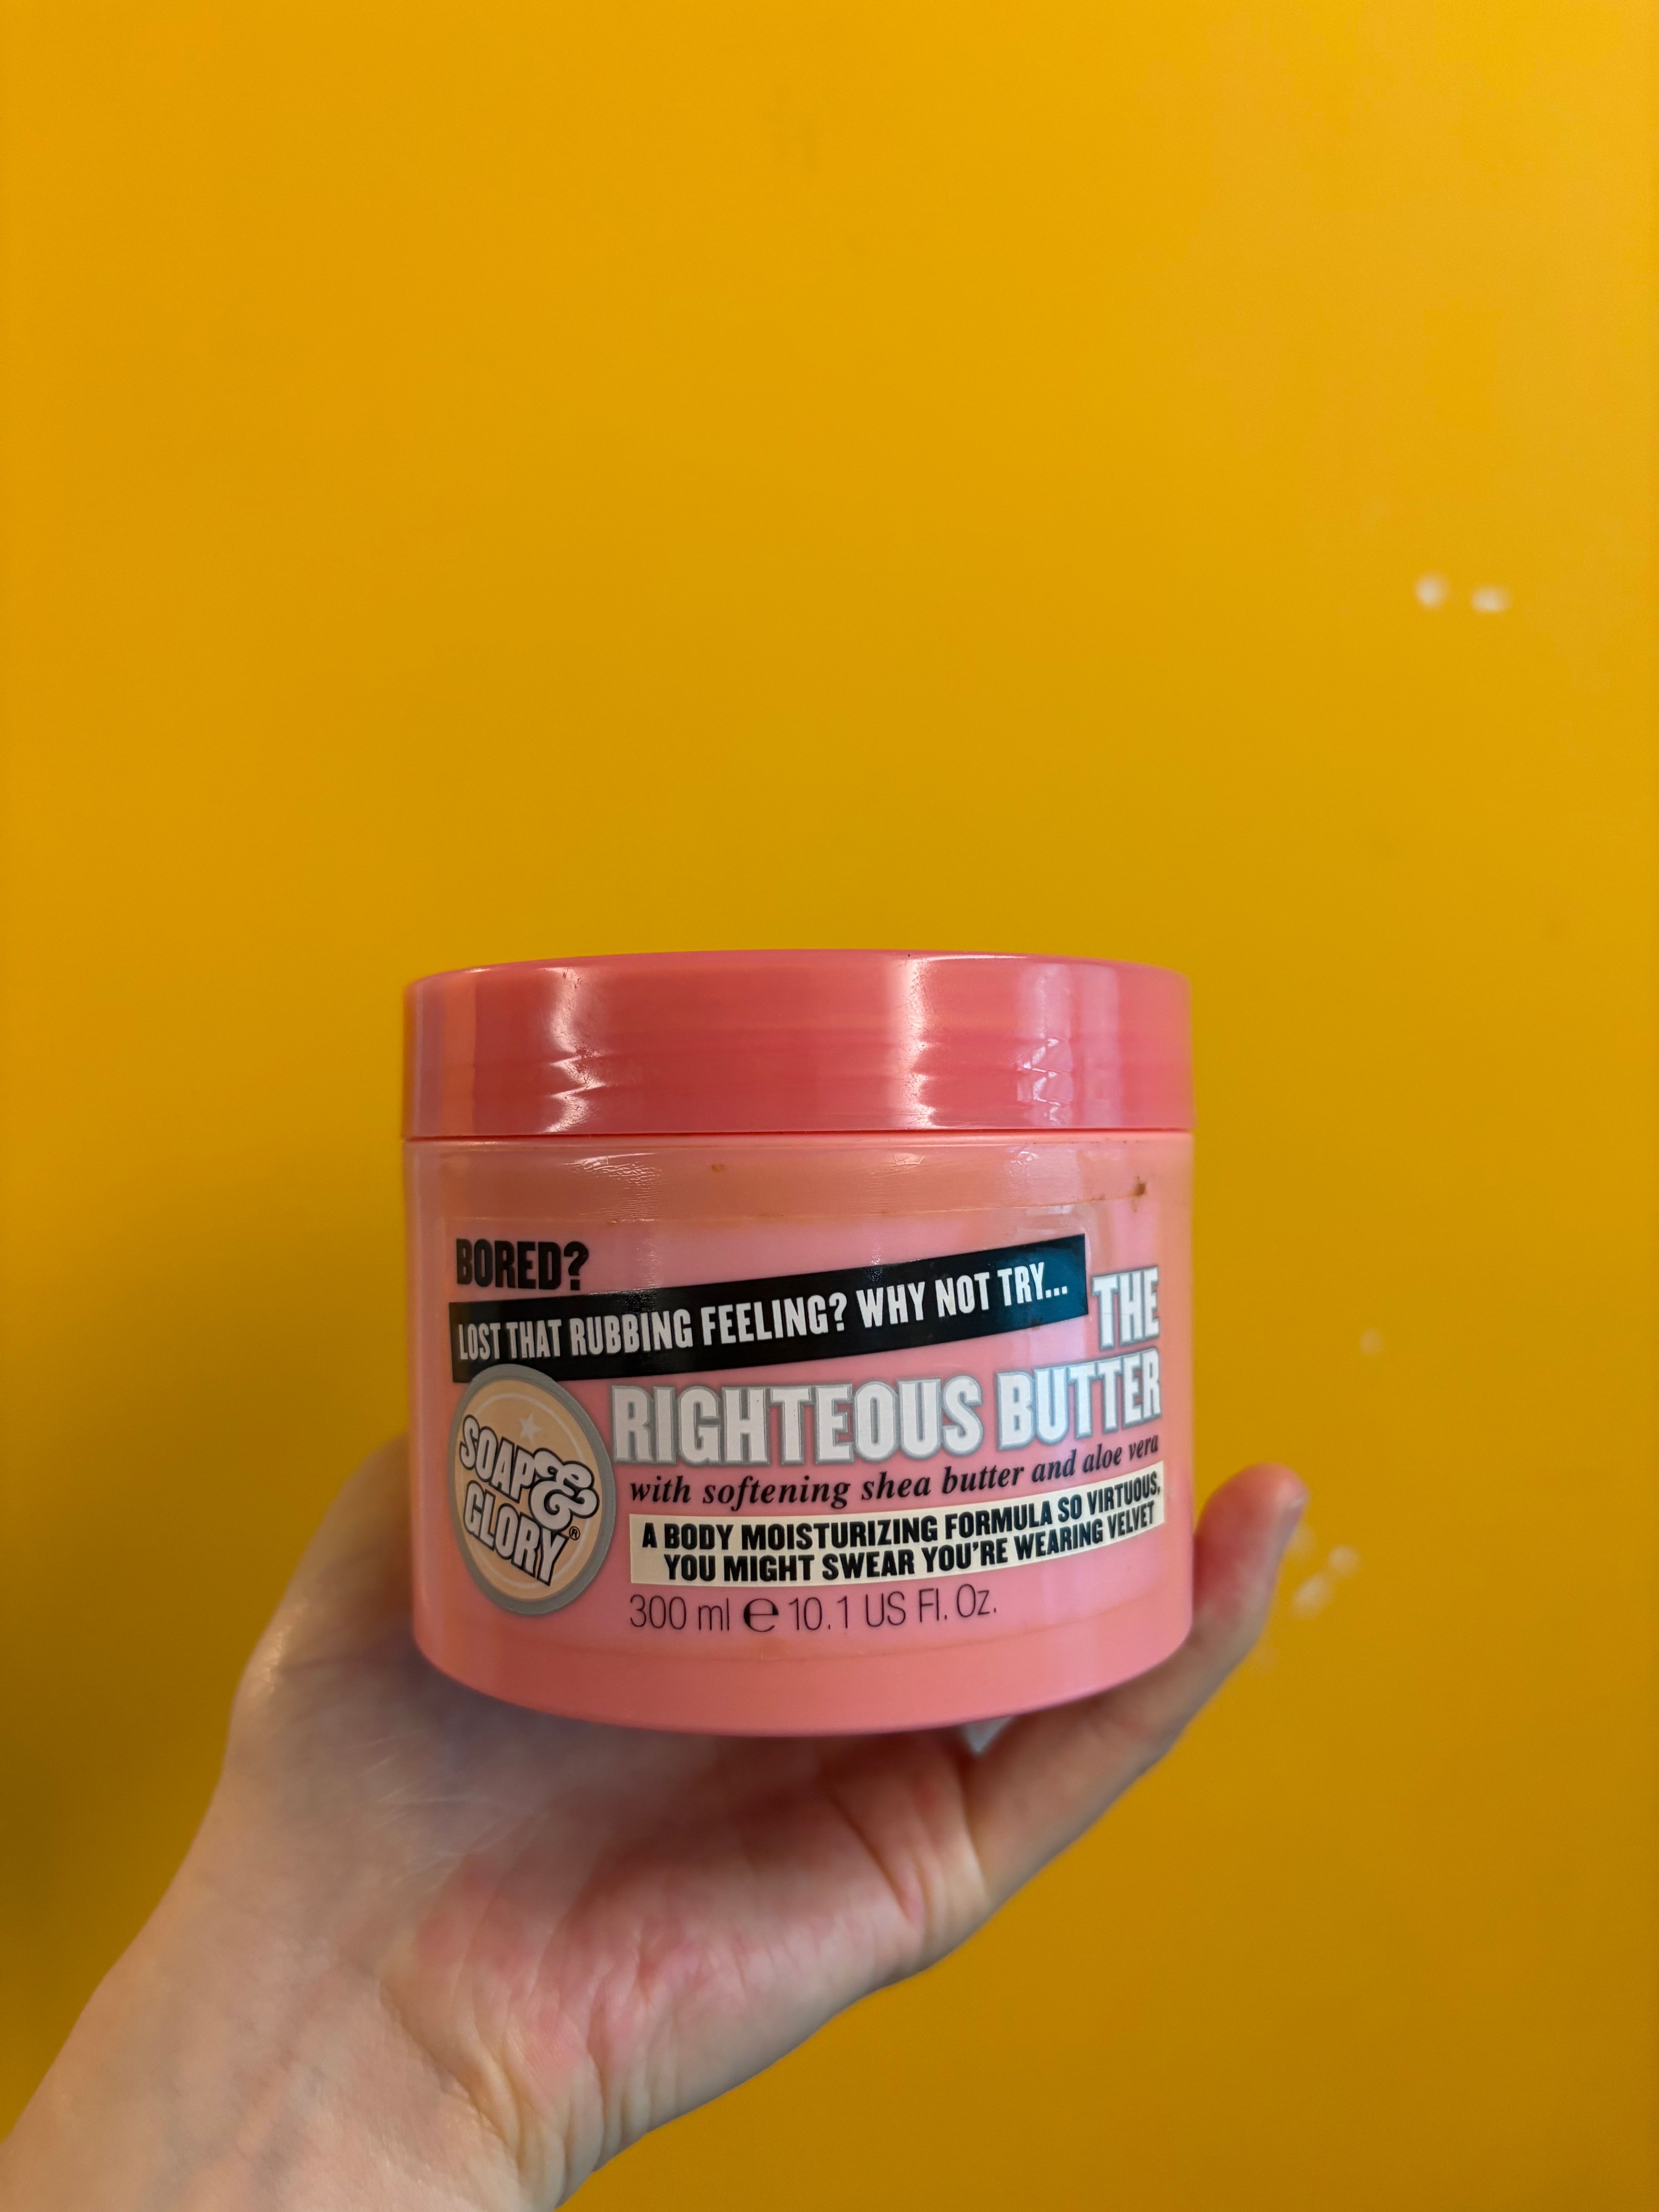 BORED?
LOST THAT RUBBING FEELING? WHY NOT TRY...
THE
RIGHTEOUS BUTTER
with softening shea butter and aloe vera
A BODY MOISTURIZING FORMULA SO VIRTUOUS,
YOU MIGHT SWEAR YOU'RE WEARING VELVET
300 ml ℮ 10.1 US Fl. Oz.
SOAP &
GLORY®